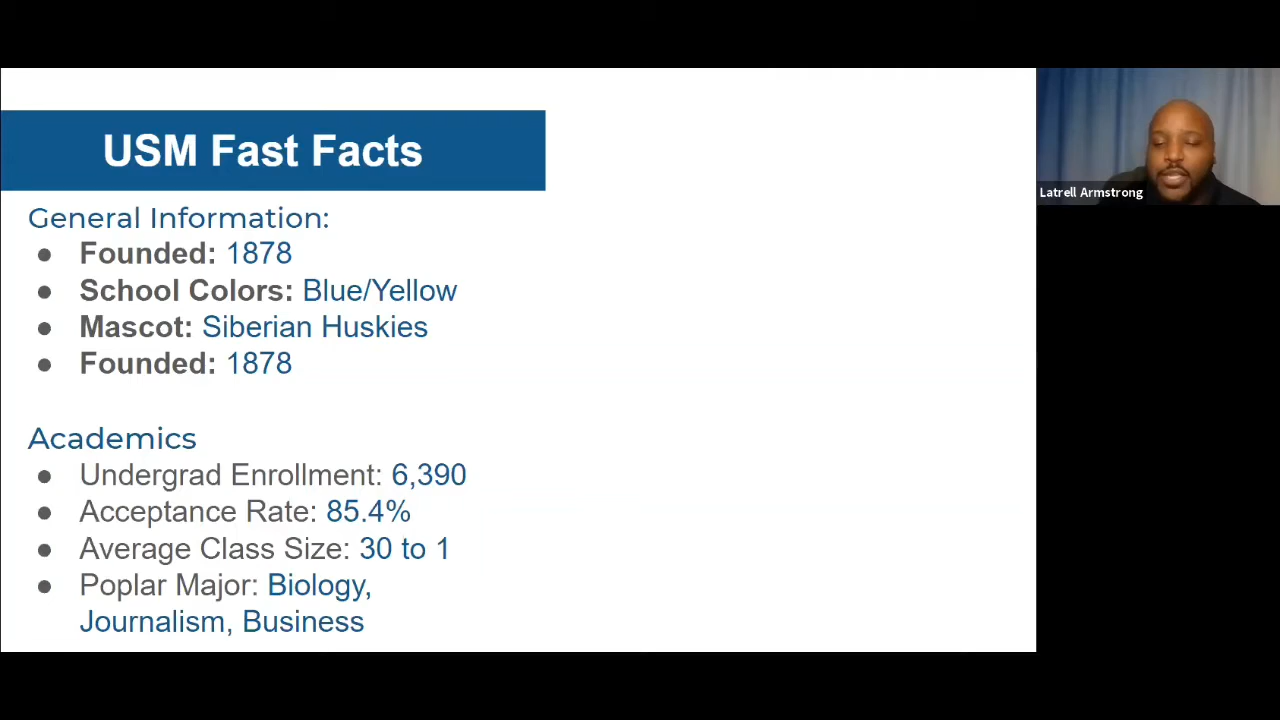 USM Fast Facts
General Information:
● Founded: 1878
● School Colors: Blue/Yellow
● Mascot: Siberian Huskies
● Founded: 1878
Academics
● Undergrad Enrollment: 6,390
● Acceptance Rate: 85.4%
● Average Class Size: 30 to 1
● Poplar Major: Biology,
Journalism, Business
Latrell Armstrong